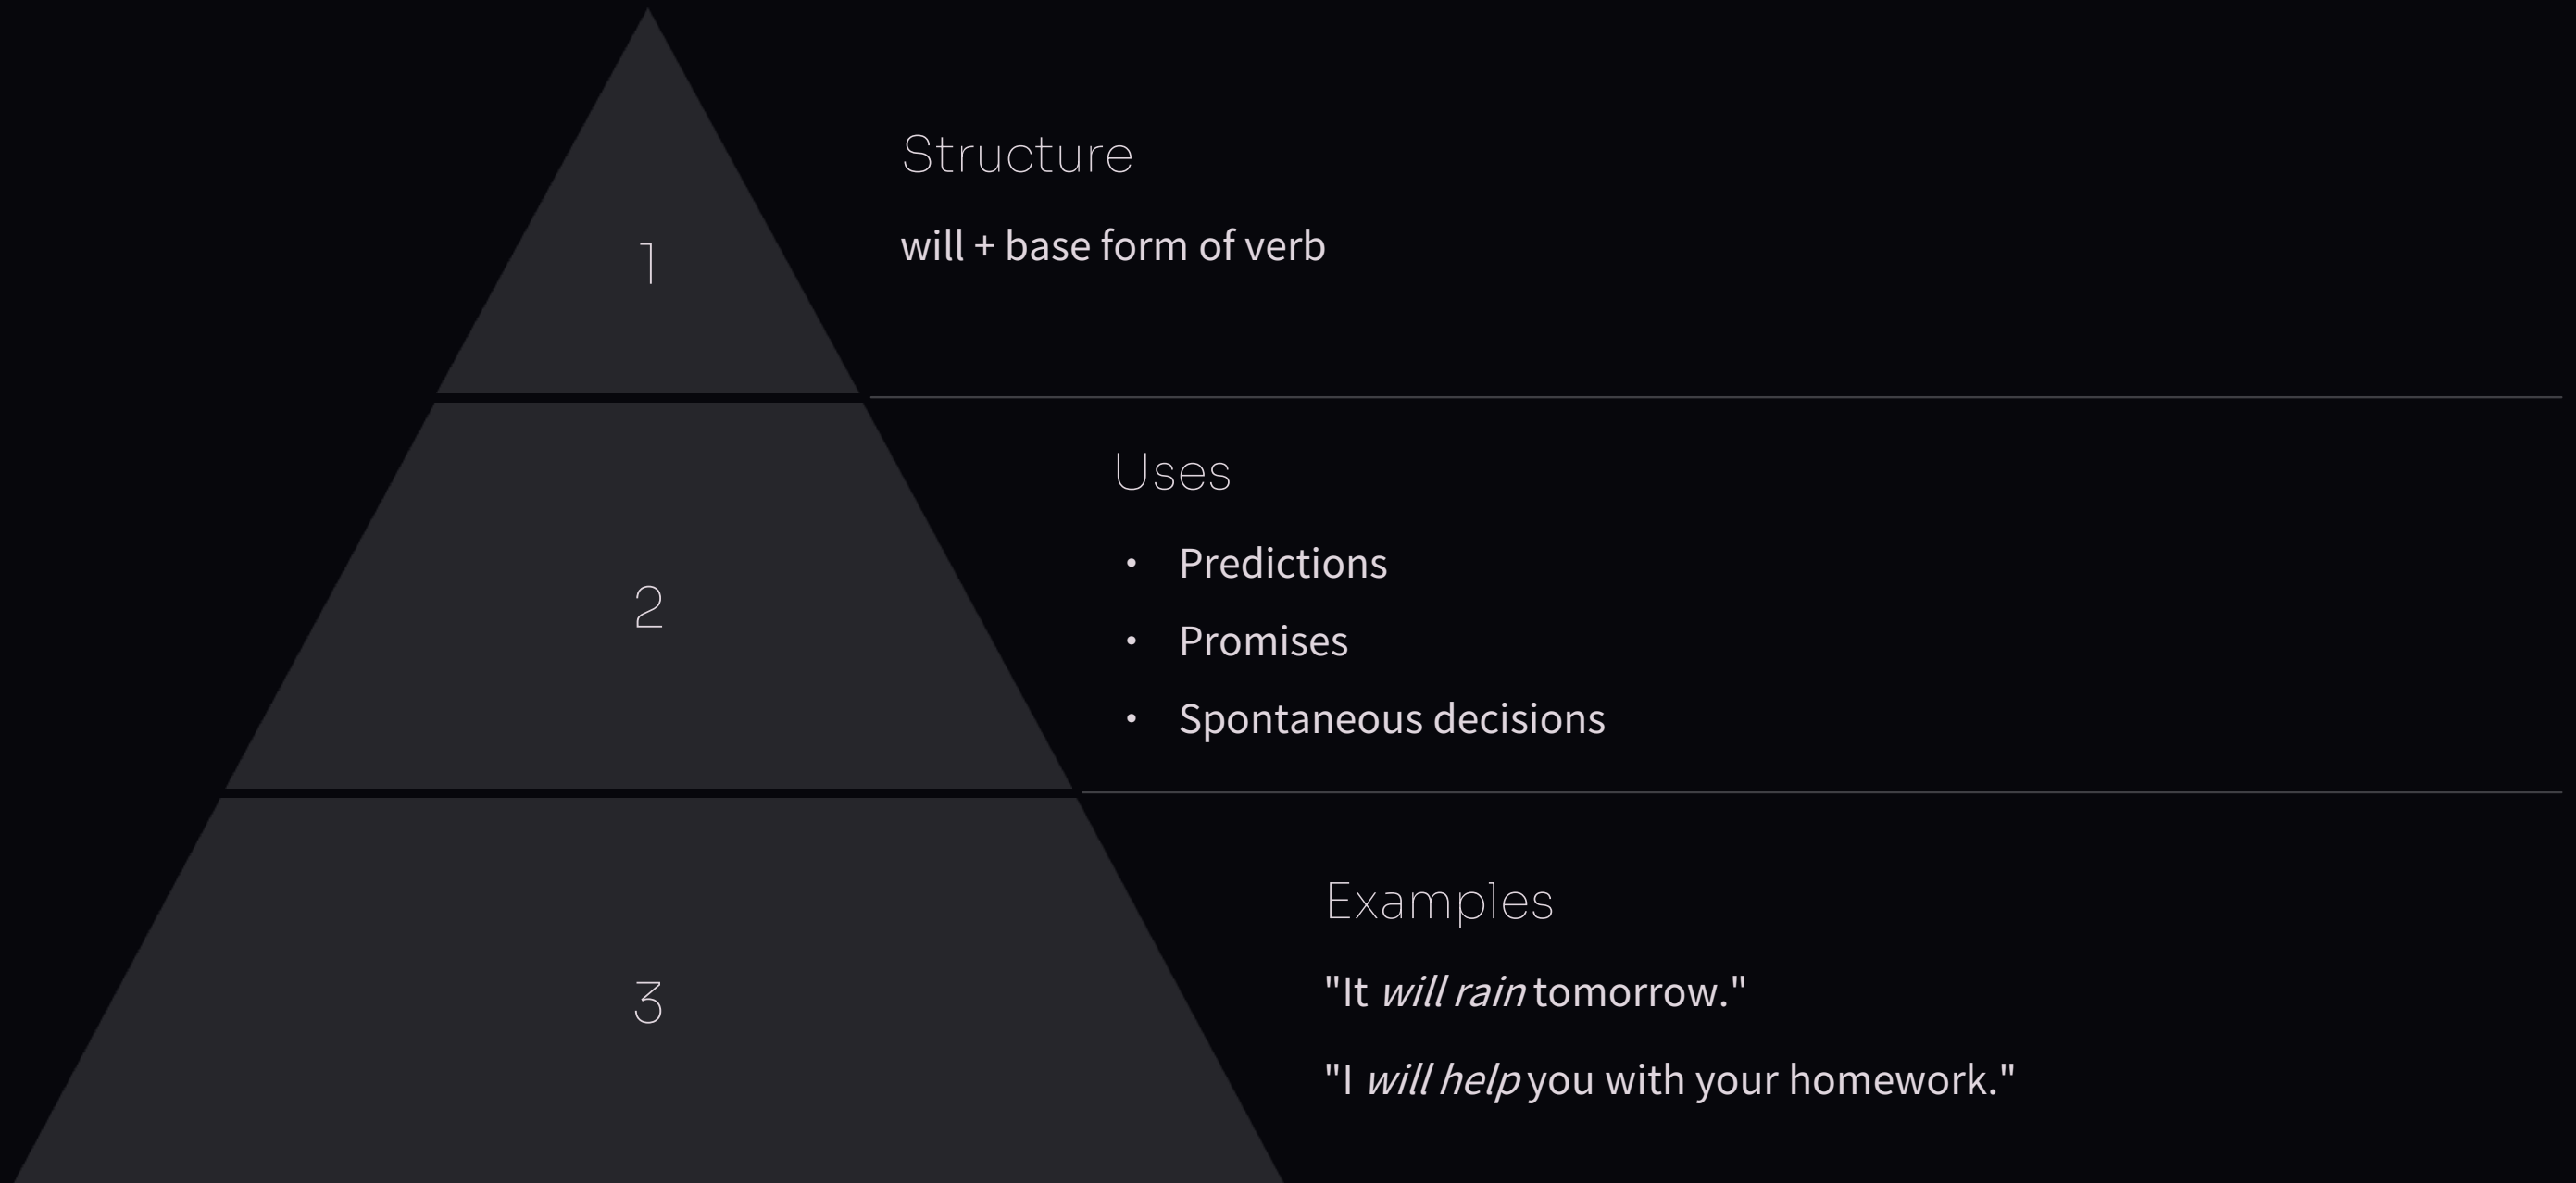 1
Structure
will + base form of verb
2
Uses
• Predictions
• Promises
• Spontaneous decisions
3
Examples
"It will rain tomorrow."
"I will help you with your homework."